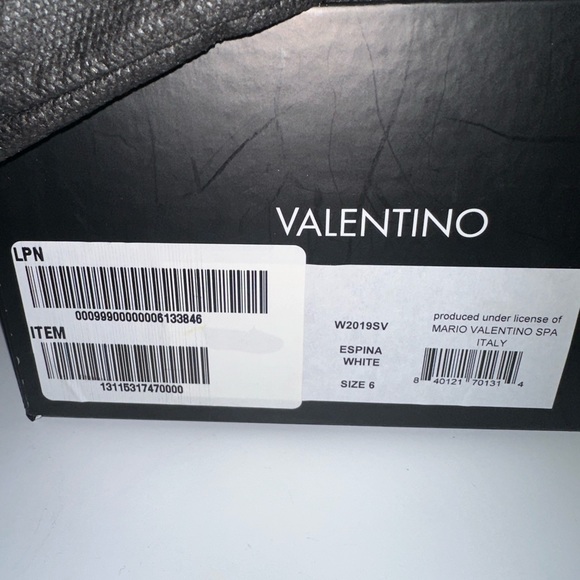 VALENTINO
LPN
00099900000006133846
ITEM
13115317470000
W2019SV
ESPINA
WHITE
SIZE 6
produced under license of
MARIO VALENTINO SPA
ITALY
8 40121 70131 4